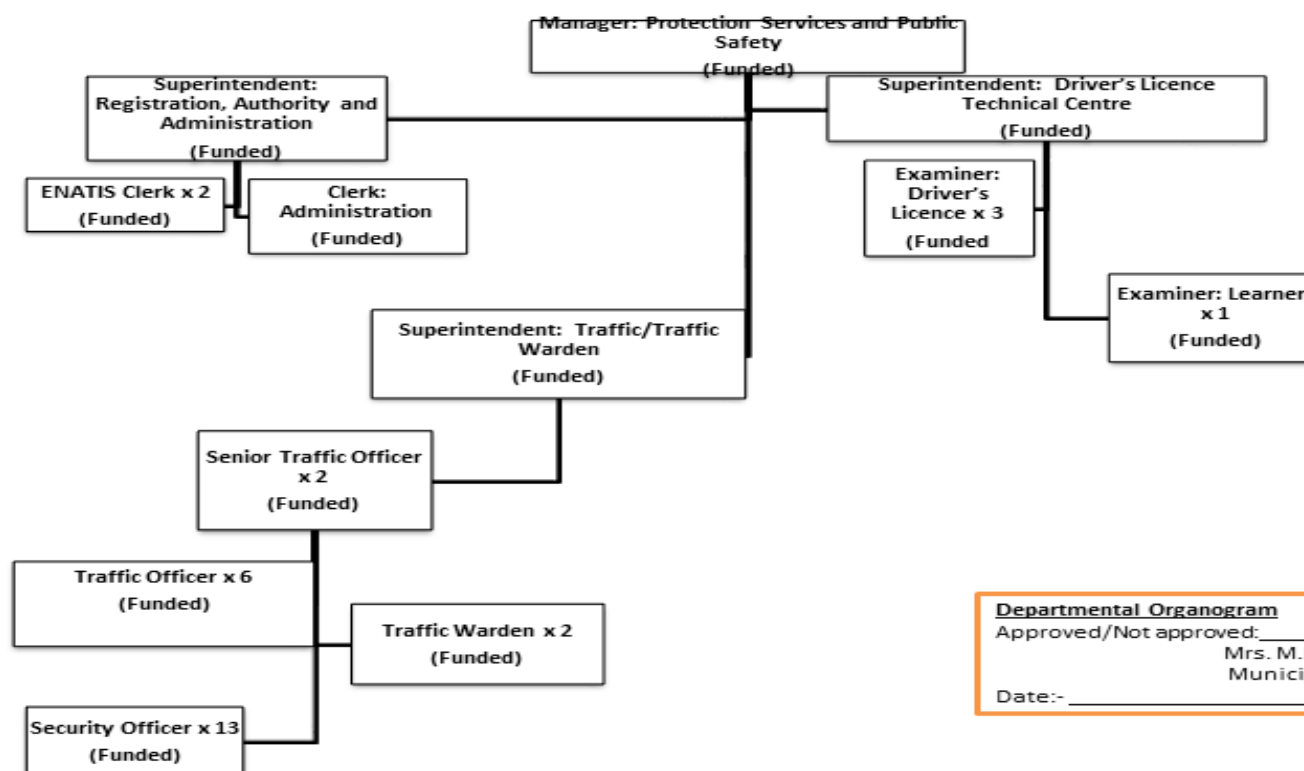 Manager: Protection Services and Public
Safety
(Funded)
Superintendent:
Registration, Authority and
Administration
(Funded)
Superintendent: Driver's Licence
Technical Centre
(Funded)
ENATIS Clerk x 2
(Funded)
Clerk:
Administration
(Funded)
Examiner:
Driver's
Licence x 3
(Funded
Examiner: Learner
x 1
(Funded)
Superintendent: Traffic/Traffic
Warden
(Funded)
Senior Traffic Officer
x 2
(Funded)
Traffic Officer x 6
(Funded)
Traffic Warden x 2
(Funded)
Security Officer x 13
(Funded)
Departmental Organogram
Approved/Not approved:____
Mrs. M.
Munici
Date:- ____________________